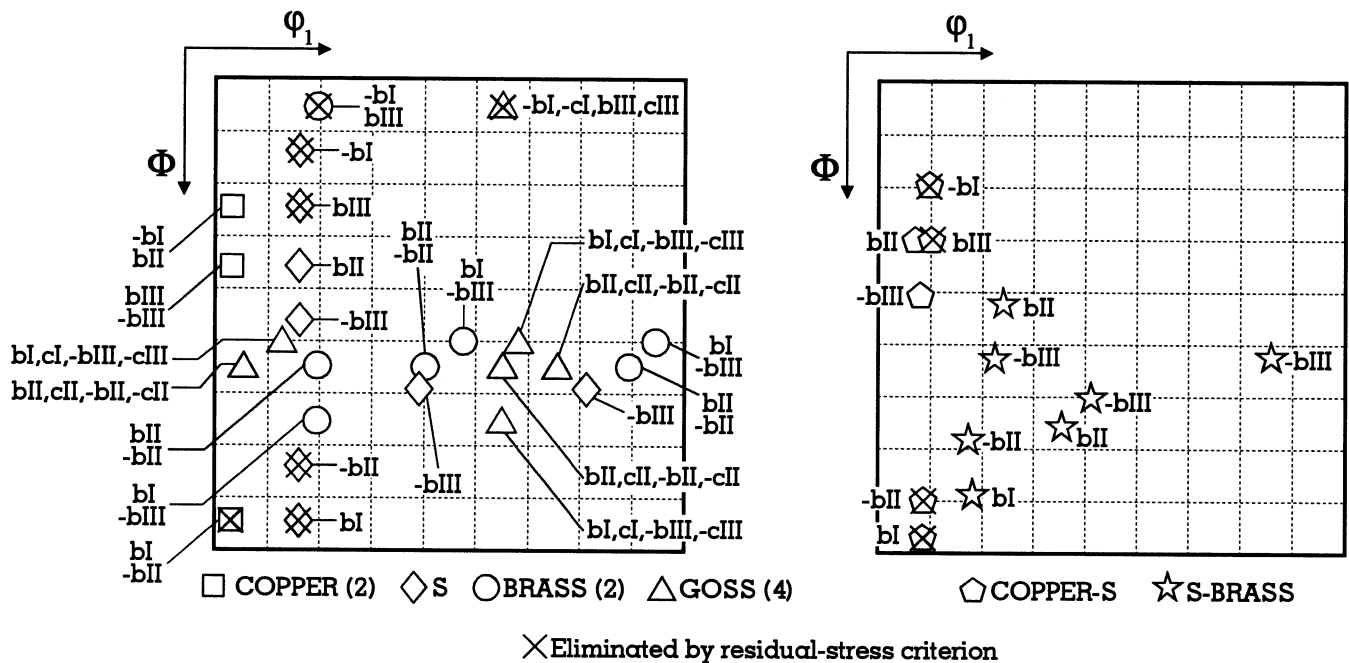 φ1
Φ
-bI
bIII
-bI,-cI,bIII,cIII
-bI
bIII
-bI
bII
bII
bIII
-bIII
-bIII
bI,cI,-bIII,-cIII
bII,cII,-bII,-cII
bII
-bII
bI
-bIII
bI,cI,-bIII,-cIII
bII,cII,-bII,-cII
bI
-bIII
bII
-bII
-bIII
-bIII
bII
-bII
bI
-bIII
bI
-bII
-bII
bI
bII,cII,-bII,-cII
bI,cI,-bIII,-cIII
COPPER (2) S BRASS (2) GOSS (4)
φ1
Φ
-bI
bII
bIII
-bIII
bII
-bIII
-bIII
-bIII
bII
-bII
-bII
bI
bI
COPPER-S S-BRASS
Eliminated by residual-stress criterion